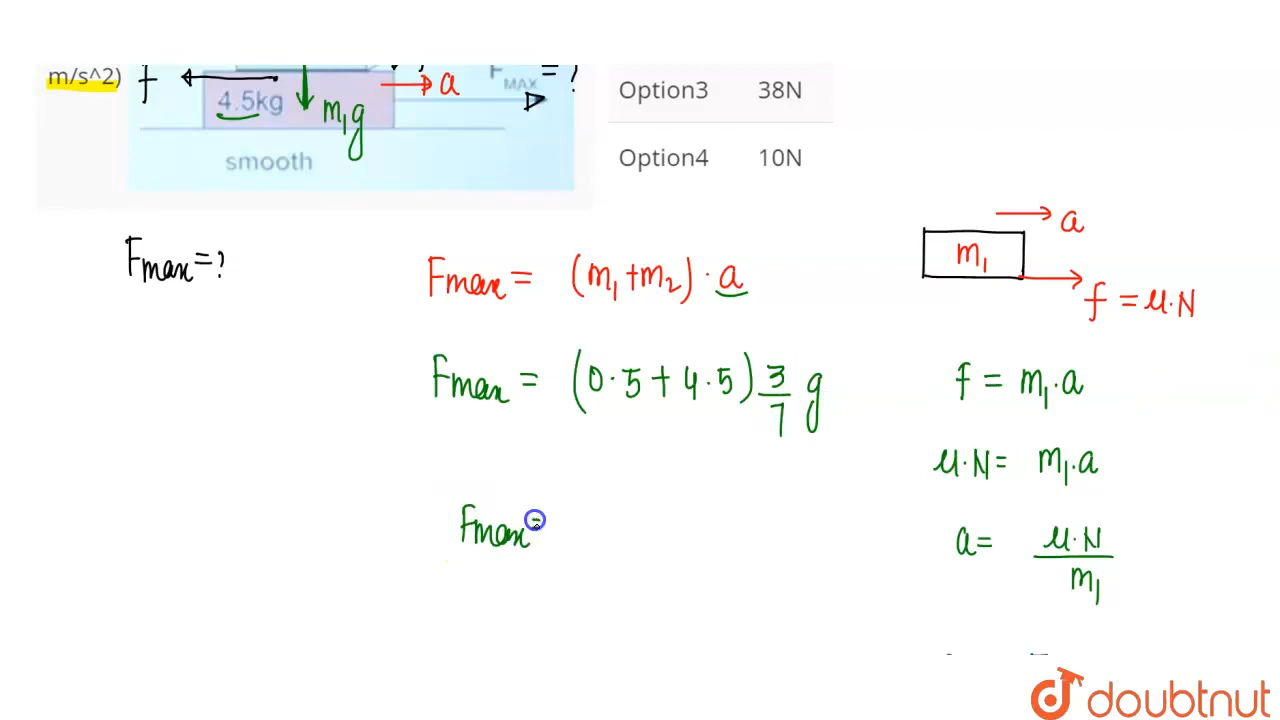 m/s^2)
f
a
F MAX = ?
4.5kg
m₁g
smooth
Option3 38N
Option4 10N
Fmax = ?
Fmax = (m₁+m₂)·a
Fmax = (0.5+4.5) 3/7 g
Fmax =
a
m₁
f = μ·N
f = m₁·a
μ·N = m₁·a
a = μ·N / m₁
doubtnut